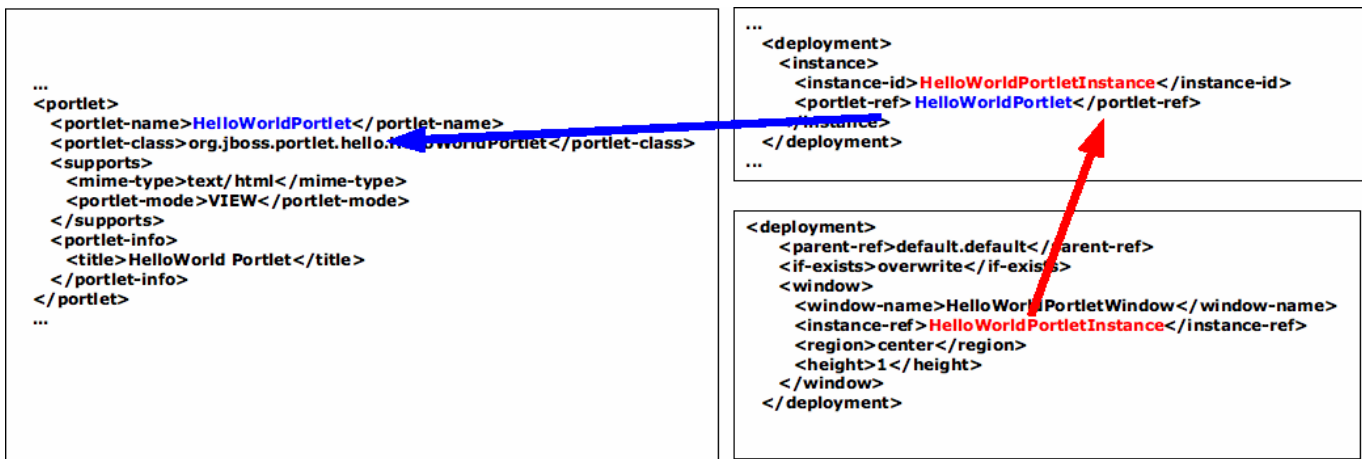 ...
<portlet>
<portlet-name>HelloWorldPortlet</portlet-name>
<portlet-class>org.jboss.portlet.hello.HelloWorldPortlet</portlet-class>
<supports>
<mime-type>text/html</mime-type>
<portlet-mode>VIEW</portlet-mode>
</supports>
<portlet-info>
<title>HelloWorld Portlet</title>
</portlet-info>
</portlet>
...
...
<deployment>
<instance>
<instance-id>HelloWorldPortletInstance</instance-id>
<portlet-ref>HelloWorldPortlet</portlet-ref>
</instance>
</deployment>
...
<deployment>
<parent-ref>default.default</parent-ref>
<if-exists>overwrite</if-exists>
<window>
<window-name>HelloWorldPortletWindow</window-name>
<instance-ref>HelloWorldPortletInstance</instance-ref>
<region>center</region>
<height>1</height>
</window>
</deployment>